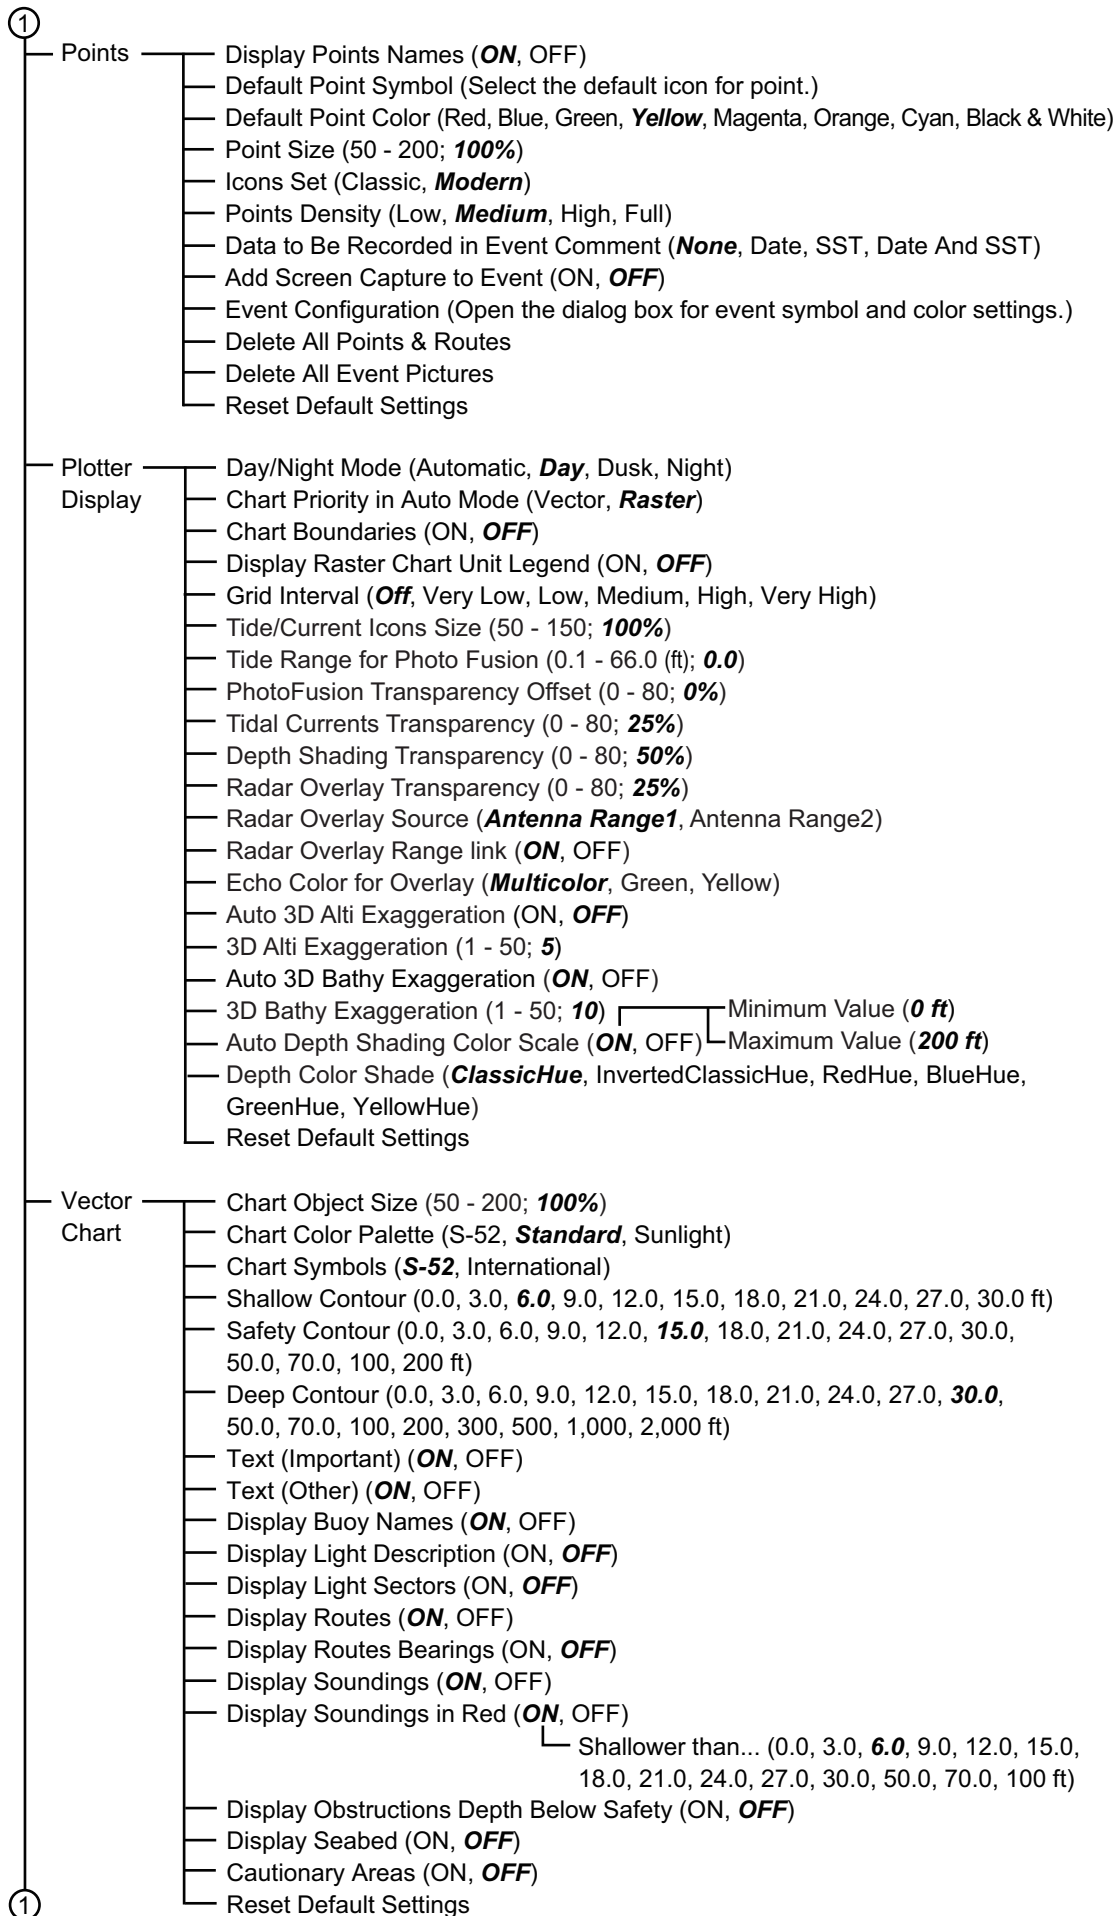 1
Points
Display Points Names (ON, OFF)
Default Point Symbol (Select the default icon for point.)
Default Point Color (Red, Blue, Green, Yellow, Magenta, Orange, Cyan, Black & White)
Point Size (50 - 200; 100%)
Icons Set (Classic, Modern)
Points Density (Low, Medium, High, Full)
Data to Be Recorded in Event Comment (None, Date, SST, Date And SST)
Add Screen Capture to Event (ON, OFF)
Event Configuration (Open the dialog box for event symbol and color settings.)
Delete All Points & Routes
Delete All Event Pictures
Reset Default Settings
Plotter
Display
Day/Night Mode (Automatic, Day, Dusk, Night)
Chart Priority in Auto Mode (Vector, Raster)
Chart Boundaries (ON, OFF)
Display Raster Chart Unit Legend (ON, OFF)
Grid Interval (Off, Very Low, Low, Medium, High, Very High)
Tide/Current Icons Size (50 - 150; 100%)
Tide Range for Photo Fusion (0.1 - 66.0 (ft); 0.0)
PhotoFusion Transparency Offset (0 - 80; 0%)
Tidal Currents Transparency (0 - 80; 25%)
Depth Shading Transparency (0 - 80; 50%)
Radar Overlay Transparency (0 - 80; 25%)
Radar Overlay Source (Antenna Range1, Antenna Range2)
Radar Overlay Range link (ON, OFF)
Echo Color for Overlay (Multicolor, Green, Yellow)
Auto 3D Alti Exaggeration (ON, OFF)
3D Alti Exaggeration (1 - 50; 5)
Auto 3D Bathy Exaggeration (ON, OFF)
3D Bathy Exaggeration (1 - 50; 10)
Minimum Value (0 ft)
Auto Depth Shading Color Scale (ON, OFF)
Maximum Value (200 ft)
Depth Color Shade (ClassicHue, InvertedClassicHue, RedHue, BlueHue,
GreenHue, YellowHue)
Reset Default Settings
Vector
Chart
Chart Object Size (50 - 200; 100%)
Chart Color Palette (S-52, Standard, Sunlight)
Chart Symbols (S-52, International)
Shallow Contour (0.0, 3.0, 6.0, 9.0, 12.0, 15.0, 18.0, 21.0, 24.0, 27.0, 30.0 ft)
Safety Contour (0.0, 3.0, 6.0, 9.0, 12.0, 15.0, 18.0, 21.0, 24.0, 27.0, 30.0,
50.0, 70.0, 100, 200 ft)
Deep Contour (0.0, 3.0, 6.0, 9.0, 12.0, 15.0, 18.0, 21.0, 24.0, 27.0, 30.0,
50.0, 70.0, 100, 200, 300, 500, 1,000, 2,000 ft)
Text (Important) (ON, OFF)
Text (Other) (ON, OFF)
Display Buoy Names (ON, OFF)
Display Light Description (ON, OFF)
Display Light Sectors (ON, OFF)
Display Routes (ON, OFF)
Display Routes Bearings (ON, OFF)
Display Soundings (ON, OFF)
Display Soundings in Red (ON, OFF)
Shallower than... (0.0, 3.0, 6.0, 9.0, 12.0, 15.0,
18.0, 21.0, 24.0, 27.0, 30.0, 50.0, 70.0, 100 ft)
Display Obstructions Depth Below Safety (ON, OFF)
Display Seabed (ON, OFF)
Cautionary Areas (ON, OFF)
Reset Default Settings
1